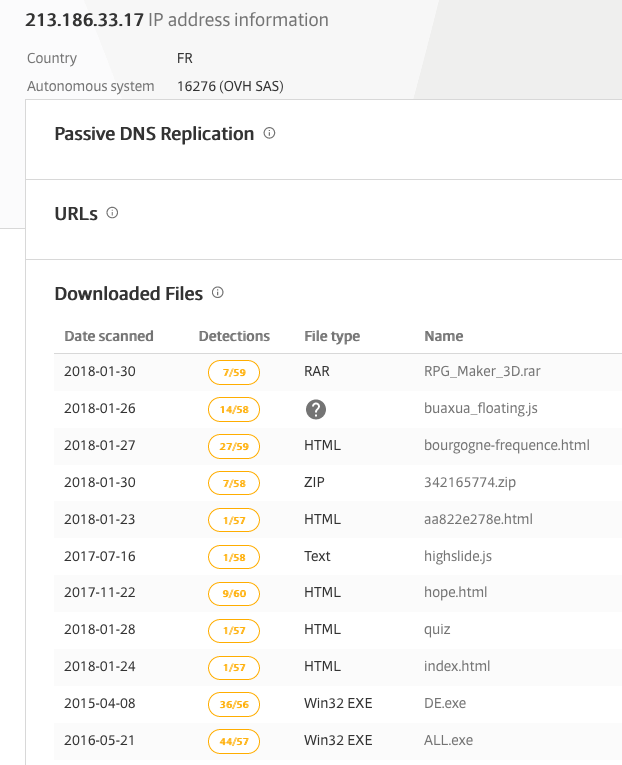 213.186.33.17 IP address information
Country FR
Autonomous system 16276 (OVH SAS)
Passive DNS Replication
URLs
Downloaded Files
Date scanned Detections File type Name
2018-01-30 7/59 RAR RPG_Maker_3D.rar
2018-01-26 14/58 ? buaxua_floating.js
2018-01-27 27/59 HTML bourgogne-frequence.html
2018-01-30 7/58 ZIP 342165774.zip
2018-01-23 1/57 HTML aa822e278e.html
2017-07-16 1/58 Text highslide.js
2017-11-22 9/60 HTML hope.html
2018-01-28 1/57 HTML quiz
2018-01-24 1/57 HTML index.html
2015-04-08 36/56 Win32 EXE DE.exe
2016-05-21 44/57 Win32 EXE ALL.exe